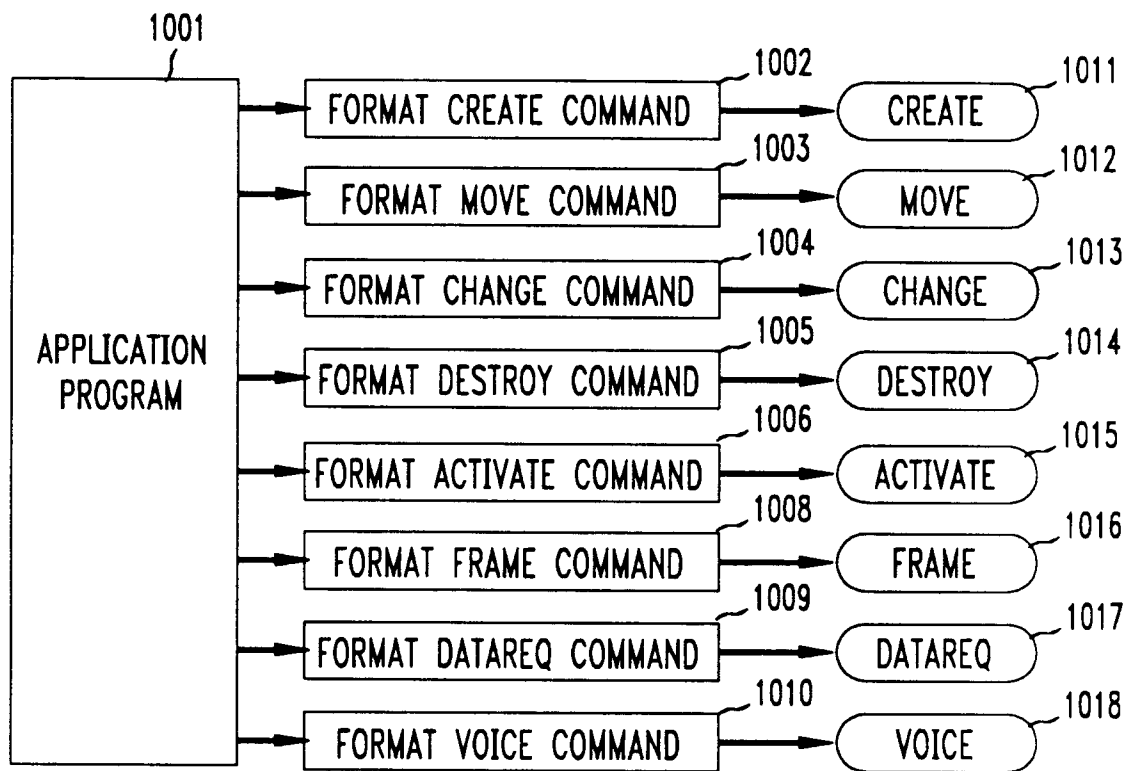 1001
1002
1011
FORMAT CREATE COMMAND
CREATE
1003
1012
FORMAT MOVE COMMAND
MOVE
1004
1013
FORMAT CHANGE COMMAND
CHANGE
APPLICATION
PROGRAM
1005
1014
FORMAT DESTROY COMMAND
DESTROY
1006
1015
FORMAT ACTIVATE COMMAND
ACTIVATE
1008
1016
FORMAT FRAME COMMAND
FRAME
1009
1017
FORMAT DATAREQ COMMAND
DATAREQ
1010
1018
FORMAT VOICE COMMAND
VOICE